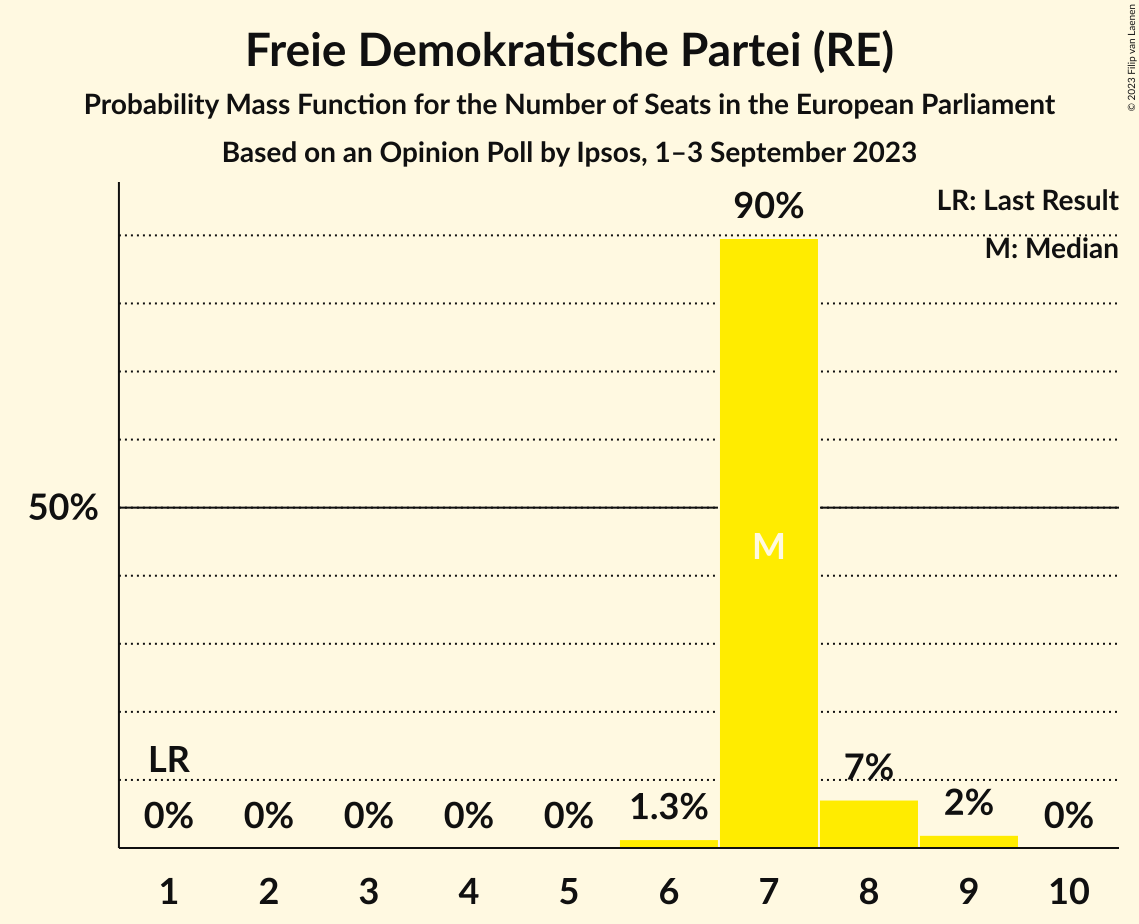 Freie Demokratische Partei (RE)
Probability Mass Function for the Number of Seats in the European Parliament
Based on an Opinion Poll by Ipsos, 1–3 September 2023
© 2023 Filip van Laenen
LR: Last Result
M: Median
90%
50%
M
LR
0% 0% 0% 0% 0% 1.3% 7% 2% 0%
1 2 3 4 5 6 7 8 9 10